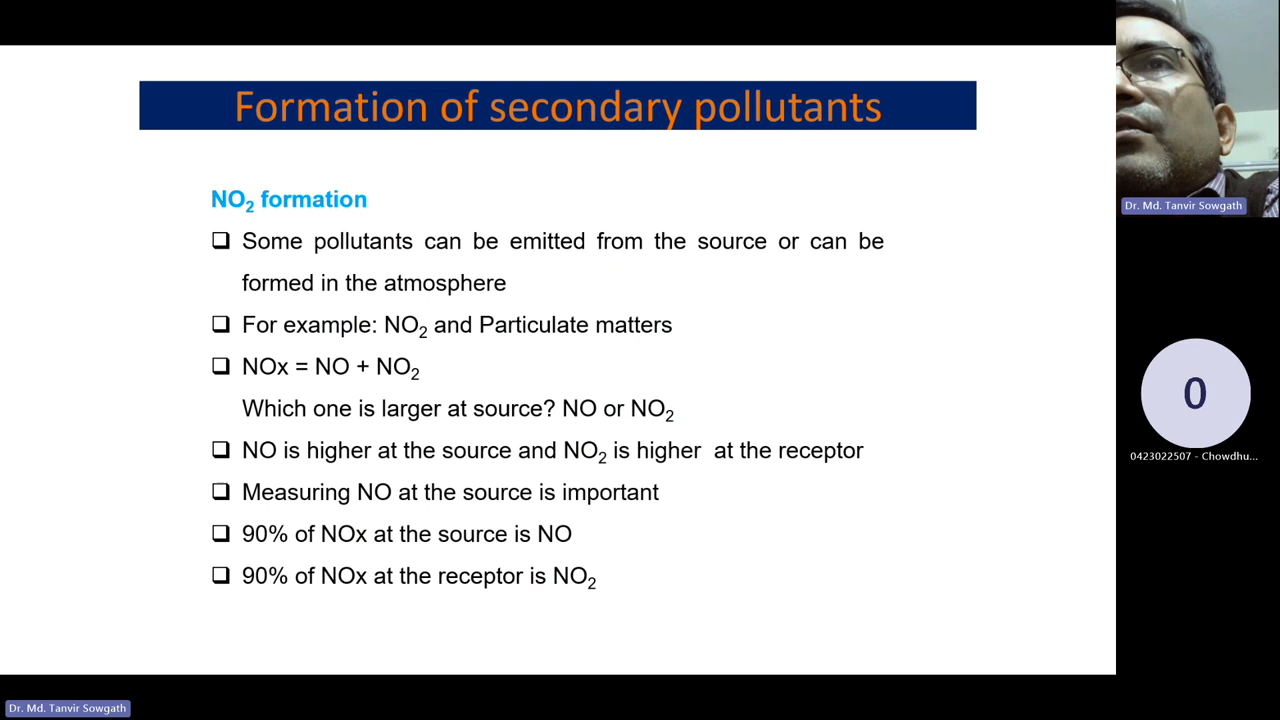 Formation of secondary pollutants
NO₂ formation
❑ Some pollutants can be emitted from the source or can be
formed in the atmosphere
❑ For example: NO₂ and Particulate matters
❑ NOx = NO + NO₂
Which one is larger at source? NO or NO₂
❑ NO is higher at the source and NO₂ is higher at the receptor
❑ Measuring NO at the source is important
❑ 90% of NOx at the source is NO
❑ 90% of NOx at the receptor is NO₂
Dr. Md. Tanvir Sowgath
0
0423022507 - Chowdhu...
Dr. Md. Tanvir Sowgath